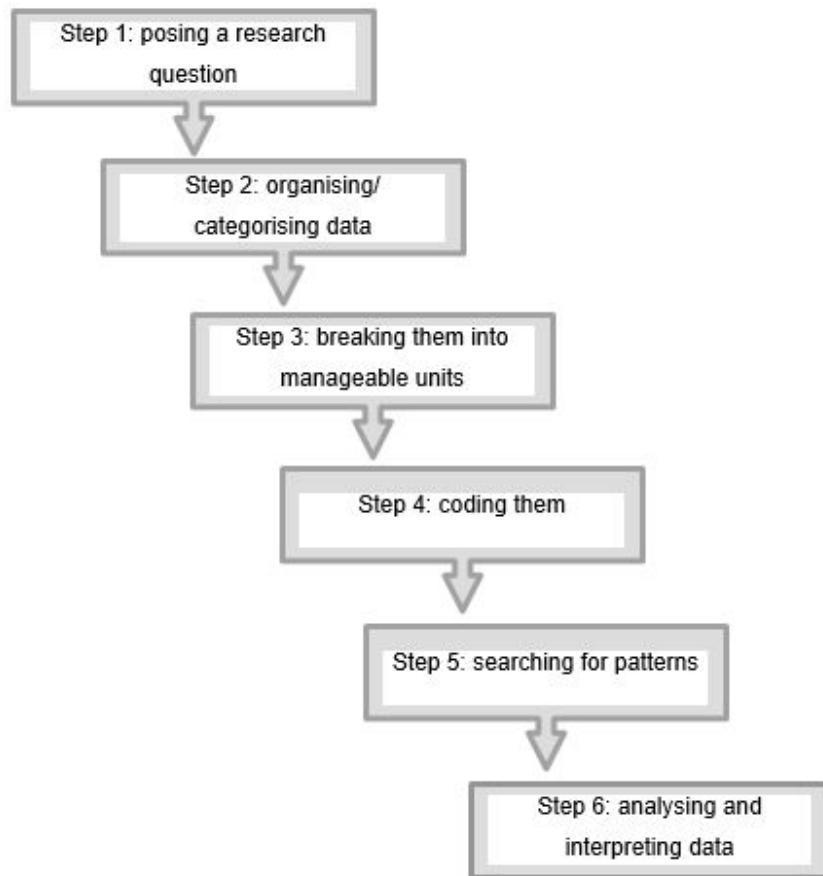 Step 1: posing a research
question
Step 2: organising/
categorising data
Step 3: breaking them into
manageable units
Step 4: coding them
Step 5: searching for patterns
Step 6: analysing and
interpreting data